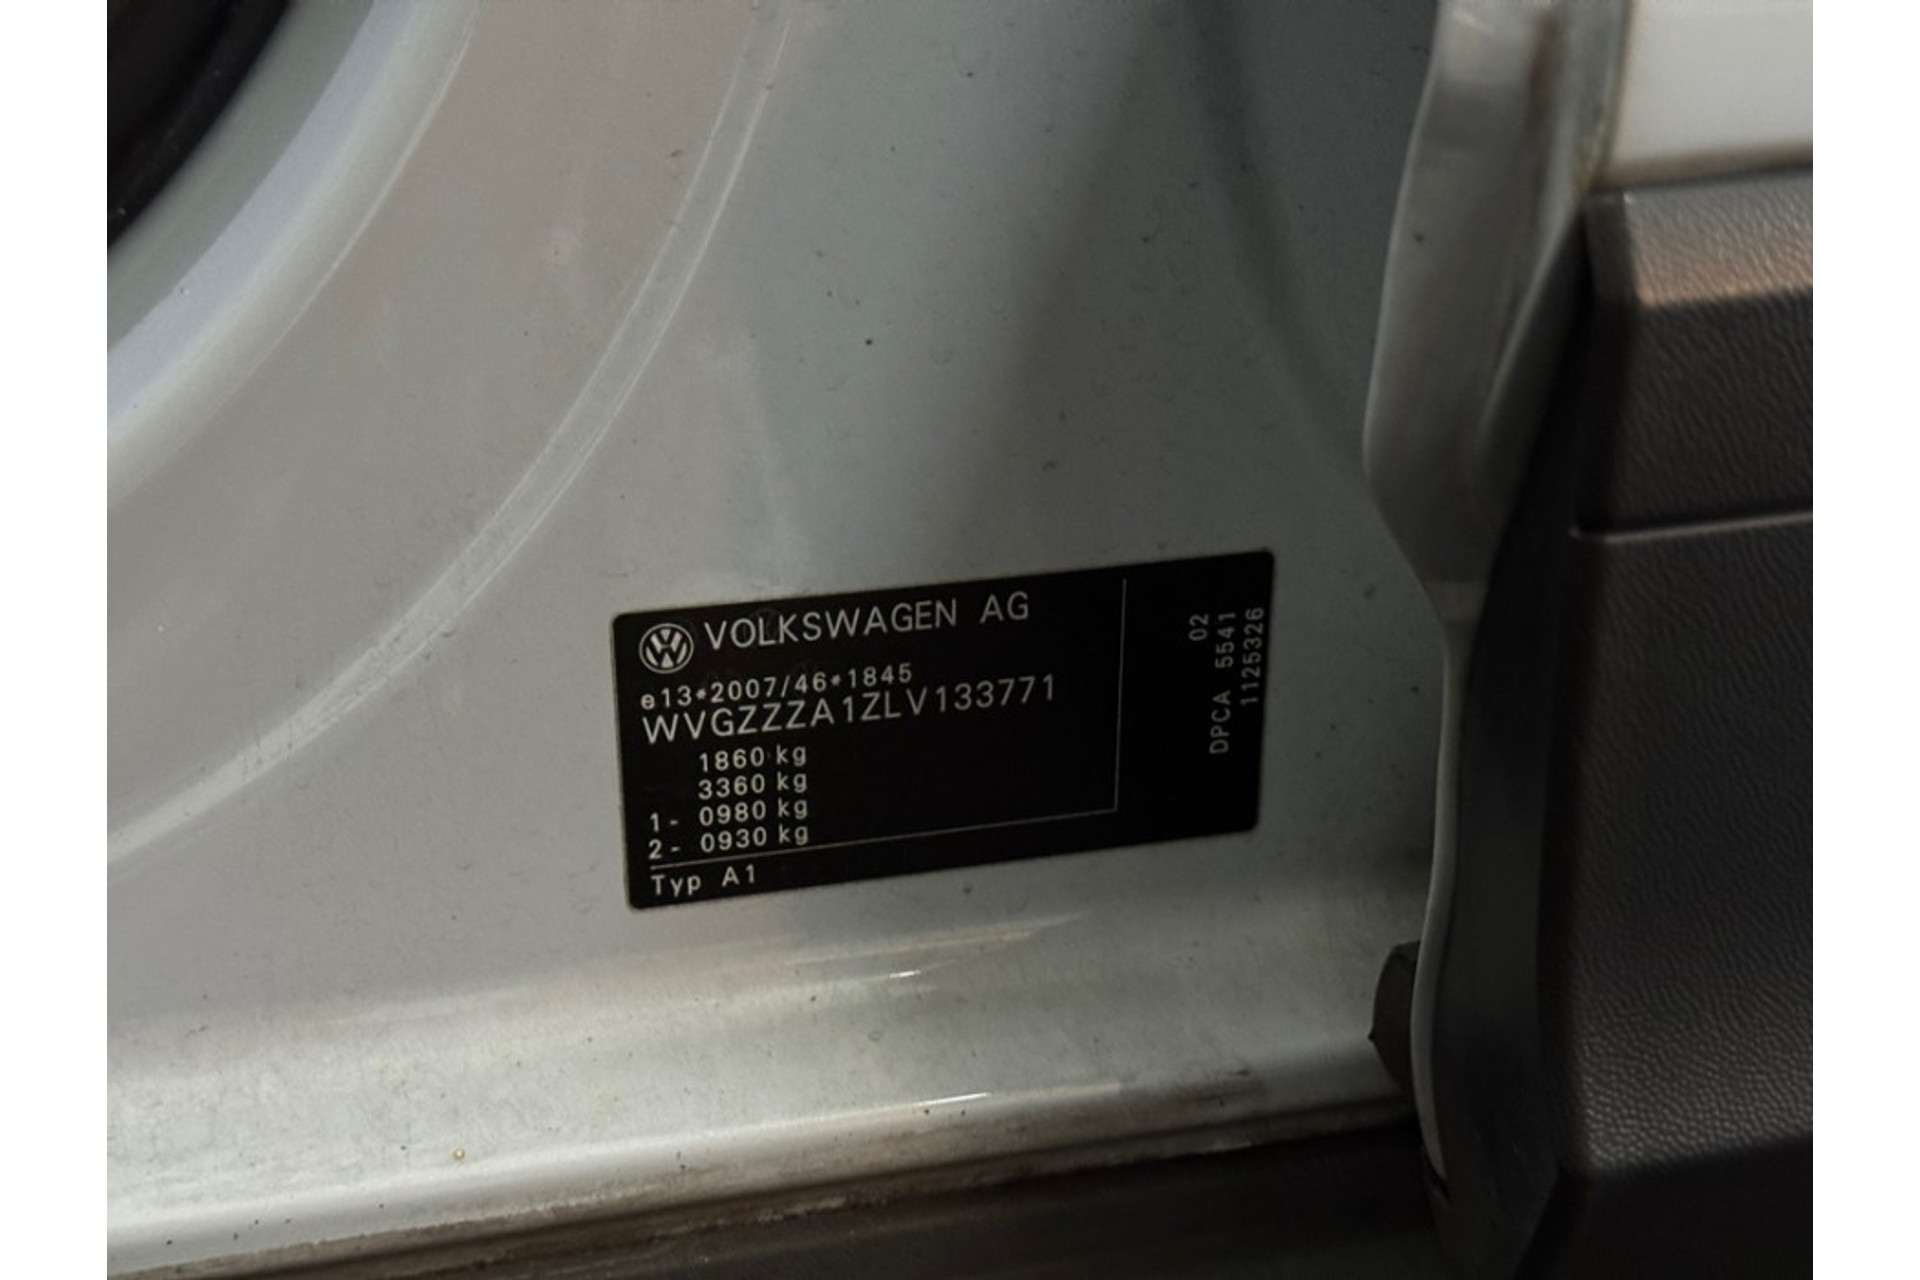 VOLKSWAGEN AG
e13*2007/46*1845
WVGZZZA1ZLV133771
1860 kg
3360 kg
1- 0980 kg
2- 0930 kg
Typ A1
02
DPCA 5541
1125326